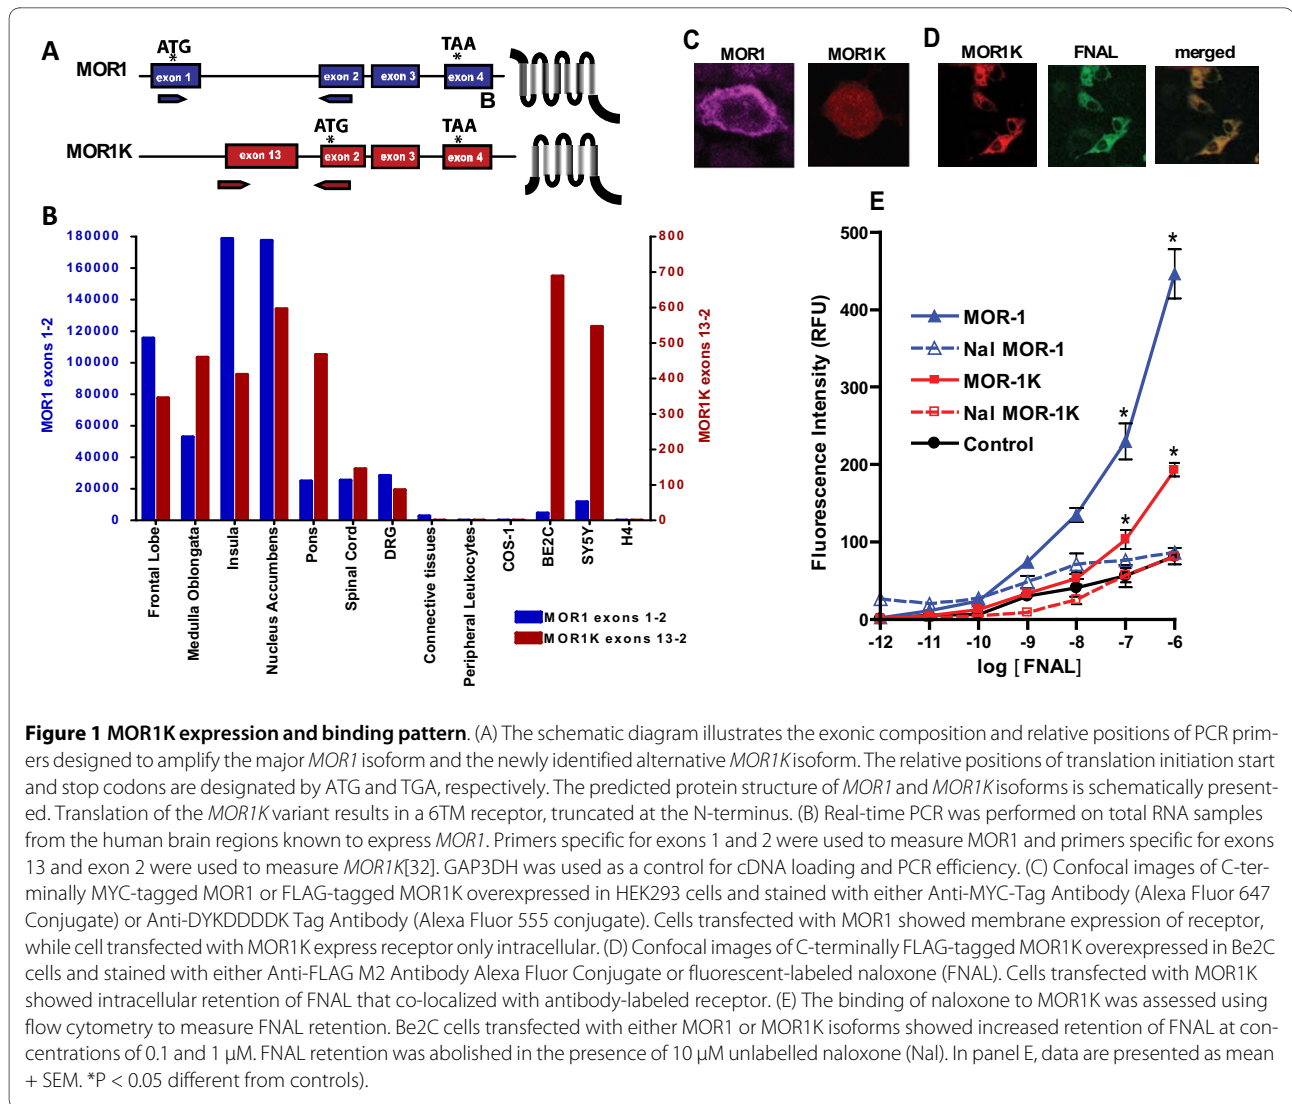 A
ATG
*
TAA
*
MOR1
exon 1
exon 2
exon 3
exon 4
B
ATG
*
TAA
*
MOR1K
exon 13
exon 2
exon 3
exon 4
C
MOR1
MOR1K
D
MOR1K
FNAL
merged
B
MOR1 exons 1-2
180000
160000
140000
120000
100000
80000
60000
40000
20000
0
800
700
600
500
400
300
200
100
0
MOR1K exons 13-2
Frontal Lobe
Medulla Oblongata
Insula
Nucleus Accumbens
Pons
Spinal Cord
DRG
Connective tissues
Peripheral Leukocytes
COS-1
BE2C
SY5Y
H4
MOR1 exons 1-2
MOR1K exons 13-2
E
Fluorescence Intensity (RFU)
500
400
300
200
100
0
MOR-1
Nal MOR-1
MOR-1K
Nal MOR-1K
Control
*
*
*
*
-12 -11 -10 -9 -8 -7 -6
log [FNAL]
Figure 1 MOR1K expression and binding pattern. (A) The schematic diagram illustrates the exonic composition and relative positions of PCR prim-
ers designed to amplify the major MOR1 isoform and the newly identified alternative MOR1K isoform. The relative positions of translation initiation start
and stop codons are designated by ATG and TGA, respectively. The predicted protein structure of MOR1 and MOR1K isoforms is schematically present-
ed. Translation of the MOR1K variant results in a 6TM receptor, truncated at the N-terminus. (B) Real-time PCR was performed on total RNA samples
from the human brain regions known to express MOR1. Primers specific for exons 1 and 2 were used to measure MOR1 and primers specific for exons
13 and exon 2 were used to measure MOR1K[32]. GAP3DH was used as a control for cDNA loading and PCR efficiency. (C) Confocal images of C-ter-
minally MYC-tagged MOR1 or FLAG-tagged MOR1K overexpressed in HEK293 cells and stained with either Anti-MYC-Tag Antibody (Alexa Fluor 647
Conjugate) or Anti-DYKDDDDK Tag Antibody (Alexa Fluor 555 conjugate). Cells transfected with MOR1 showed membrane expression of receptor,
while cell transfected with MOR1K express receptor only intracellular. (D) Confocal images of C-terminally FLAG-tagged MOR1K overexpressed in Be2C
cells and stained with either Anti-FLAG M2 Antibody Alexa Fluor Conjugate or fluorescent-labeled naloxone (FNAL). Cells transfected with MOR1K
showed intracellular retention of FNAL that co-localized with antibody-labeled receptor. (E) The binding of naloxone to MOR1K was assessed using
flow cytometry to measure FNAL retention. Be2C cells transfected with either MOR1 or MOR1K isoforms showed increased retention of FNAL at con-
centrations of 0.1 and 1 μM. FNAL retention was abolished in the presence of 10 μM unlabelled naloxone (Nal). In panel E, data are presented as mean
+ SEM. *P < 0.05 different from controls).